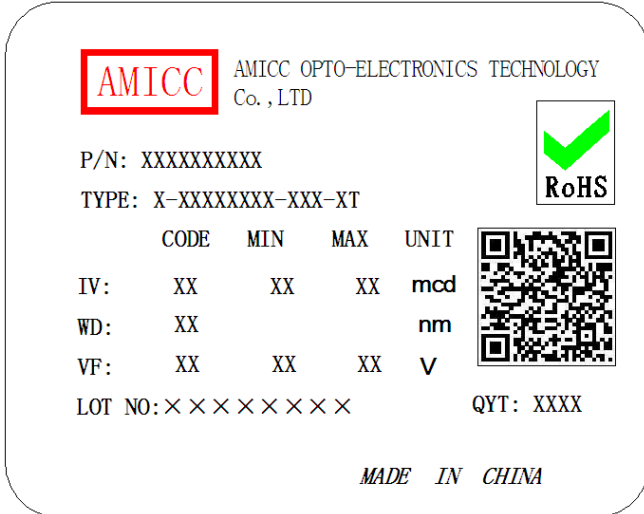 AMICC
AMICC OPTO-ELECTRONICS TECHNOLOGY
Co.,LTD
RoHS
P/N: XXXXXXXXXX
TYPE: X-XXXXXXXX-XXX-XT
CODE MIN MAX UNIT
IV: XX XX XX mcd
WD: XX nm
VF: XX XX XX V
LOT NO:××××××××
QYT: XXXX
MADE IN CHINA